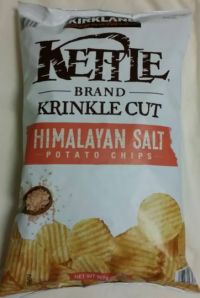 KIRKLAND
KETTLE
BRAND
KRINKLE CUT
HIMALAYAN SALT
POTATO CHIPS